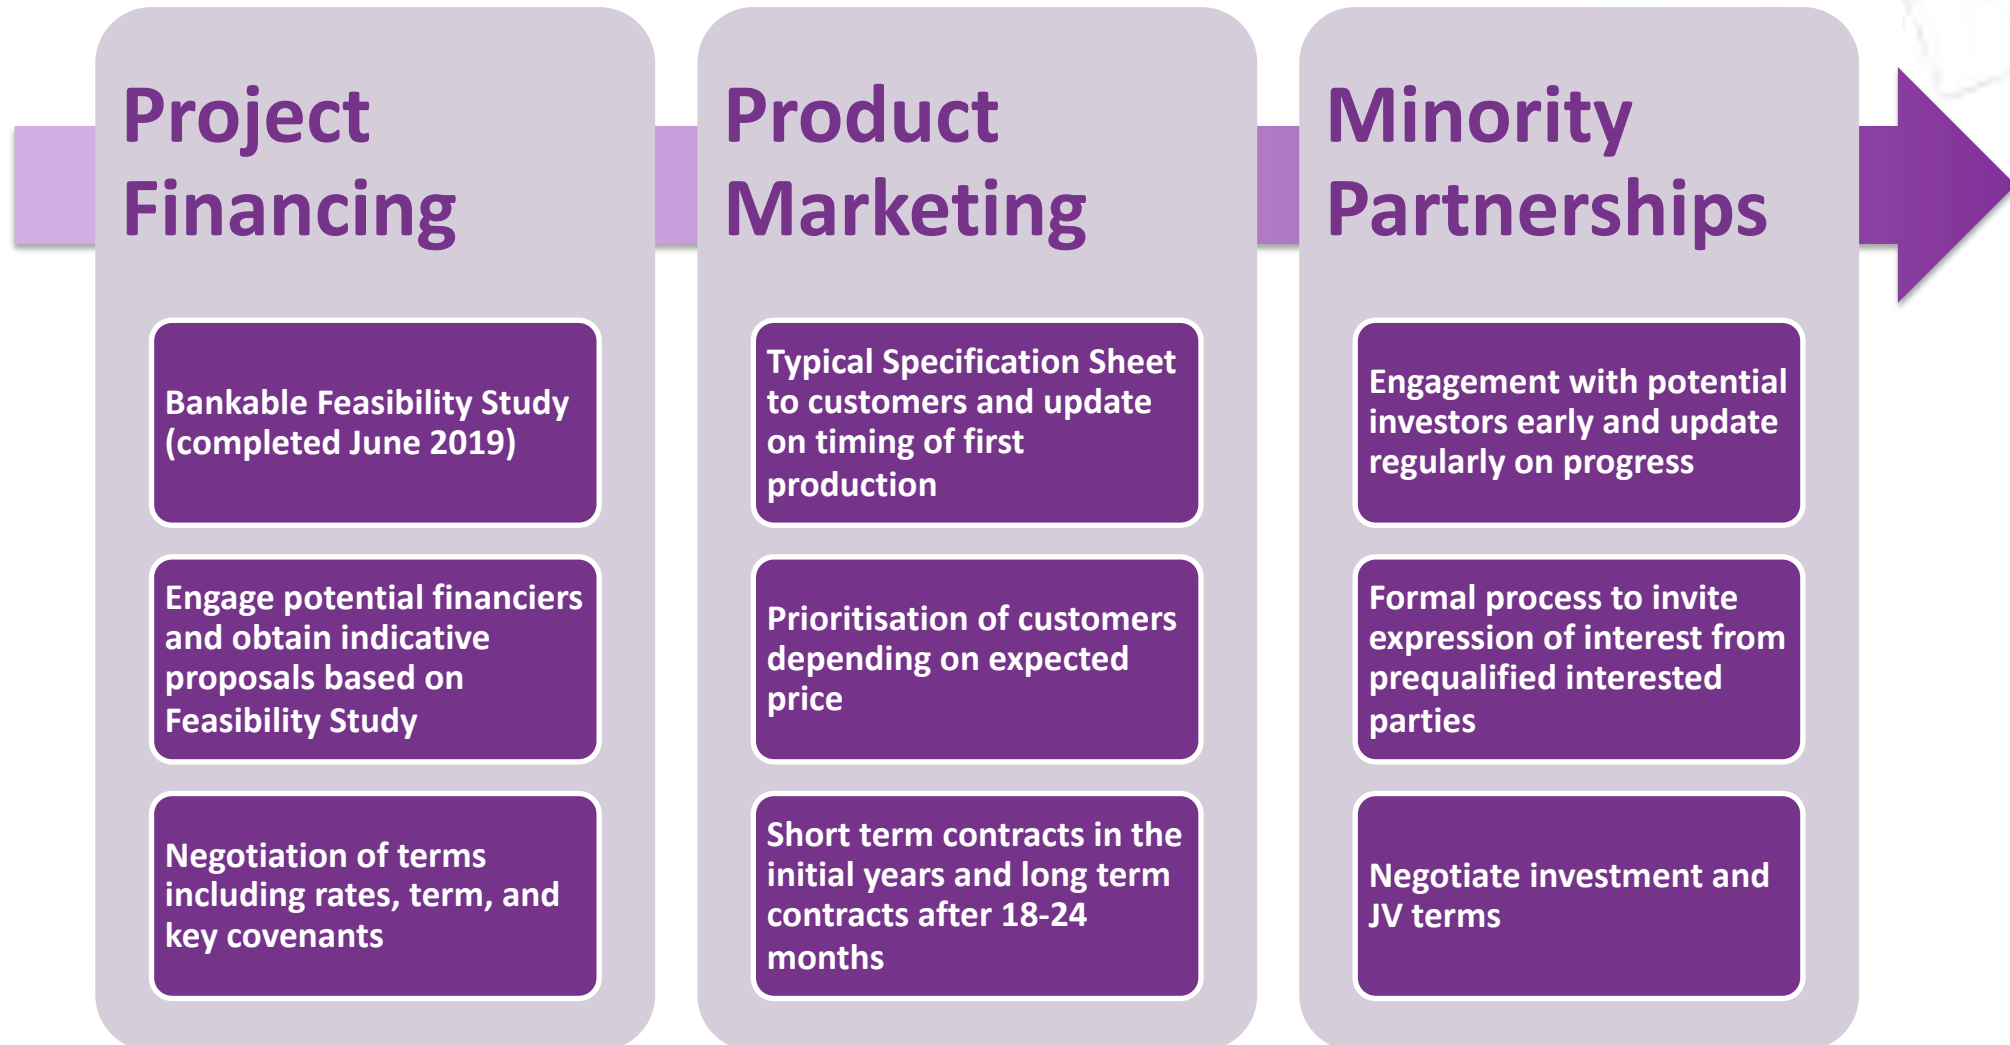 Project
Financing
Bankable Feasibility Study
(completed June 2019)
Engage potential financiers
and obtain indicative
proposals based on
Feasibility Study
Negotiation of terms
including rates, term, and
key covenants
Product
Marketing
Typical Specification Sheet
to customers and update
on timing of first
production
Prioritisation of customers
depending on expected
price
Short term contracts in the
initial years and long term
contracts after 18-24
months
Minority
Partnerships
Engagement with potential
investors early and update
regularly on progress
Formal process to invite
expression of interest from
prequalified interested
parties
Negotiate investment and
JV terms